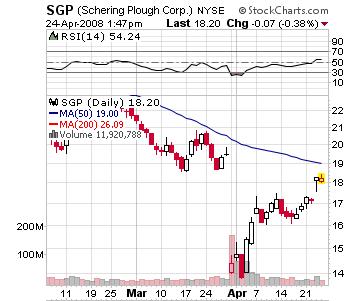 SGP (Schering Plough Corp.) NYSE © StockCharts.com
24-Apr-2008 1:47pm Last 18.20 Chg -0.07 (-0.38%)
RSI(14) 54.24
90
70
50
30
10
SGP (Daily) 18.20
MA(50) 19.00
MA(200) 26.09
Volume 11,920,788
22
21
20
19
18
17
16
15
14
200M
100M
11 19 25 Mar 10 17 24 Apr 7 14 21